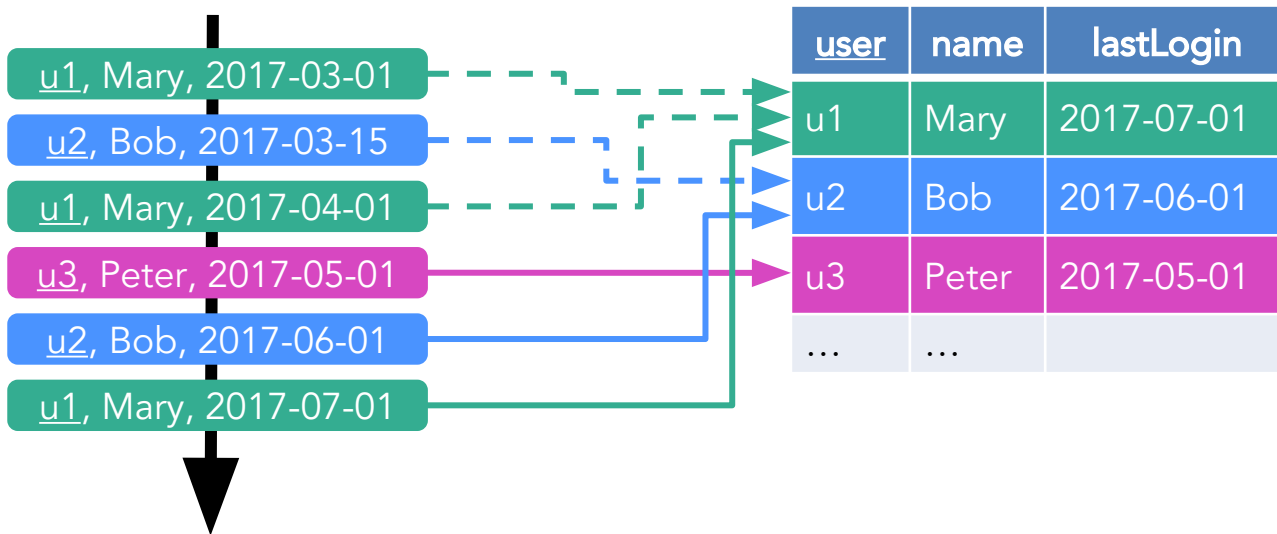 u1, Mary, 2017-03-01
u2, Bob, 2017-03-15
u1, Mary, 2017-04-01
u3, Peter, 2017-05-01
u2, Bob, 2017-06-01
u1, Mary, 2017-07-01
user name lastLogin
u1 Mary 2017-07-01
u2 Bob 2017-06-01
u3 Peter 2017-05-01
… …